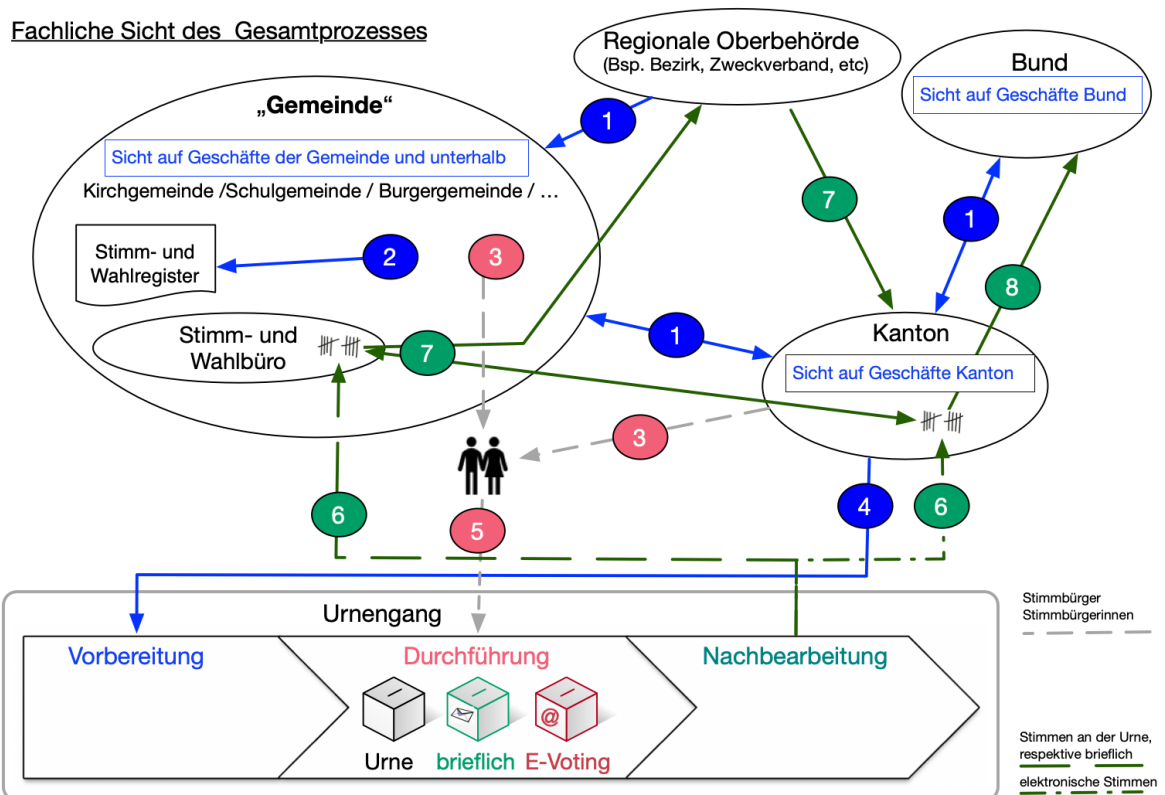 Fachliche Sicht des Gesamtprozesses
Regionale Oberbehörde
(Bsp. Bezirk, Zweckverband, etc)
Bund
Sicht auf Geschäfte Bund
„Gemeinde“
Sicht auf Geschäfte der Gemeinde und unterhalb
Kirchgemeinde /Schulgemeinde / Burgergemeinde / …
1
7
1
Stimm- und
Wahlregister
2
3
8
Stimm- und
Wahlbüro
7
1
Kanton
Sicht auf Geschäfte Kanton
3
6
5
4
6
Urnengang
Stimmbürger
Stimmbürgerinnen
Vorbereitung
Durchführung
Nachbearbeitung
@
Urne
brieflich
E-Voting
Stimmen an der Urne,
respektive brieflich
elektronische Stimmen